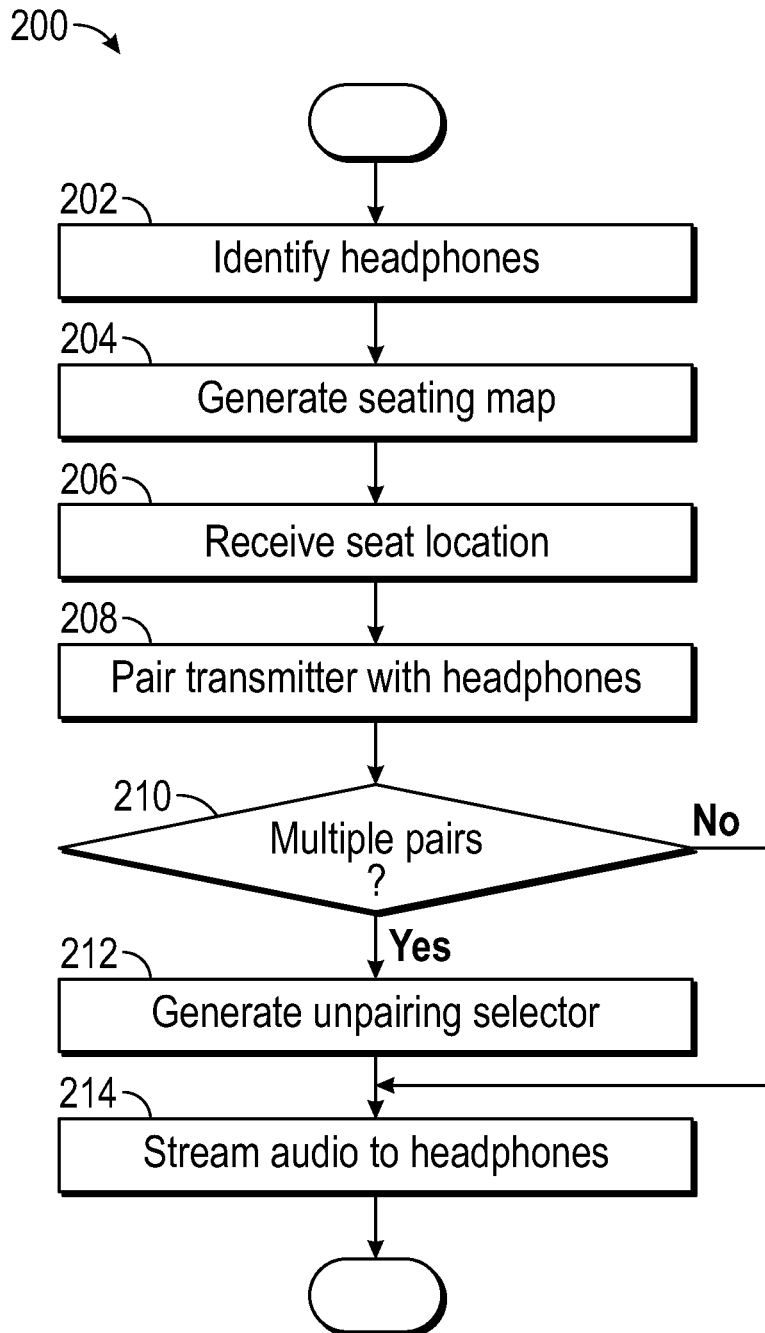 200
202
Identify headphones
204
Generate seating map
206
Receive seat location
208
Pair transmitter with headphones
210
Multiple pairs
?
No
Yes
212
Generate unpairing selector
214
Stream audio to headphones